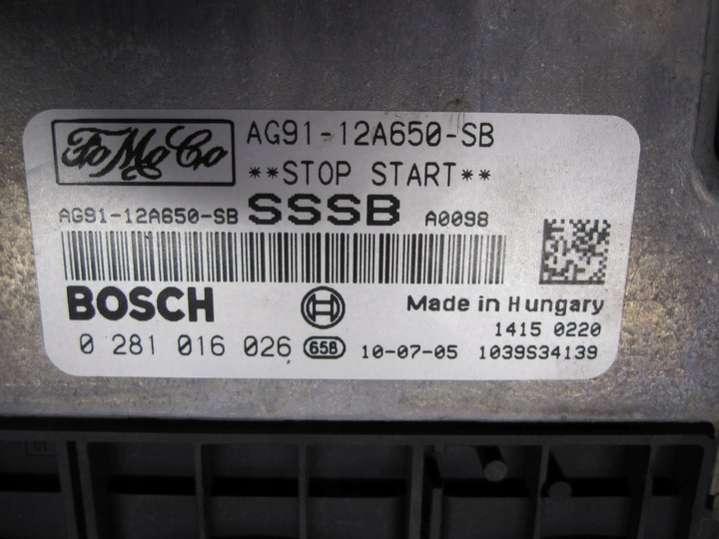 FoMoCo
AG91-12A650-SB
**STOP START**
AG91-12A650-SB SSSB A0098
BOSCH
Made in Hungary
1415 0220
0 281 016 026 65B 10-07-05 1039S34139